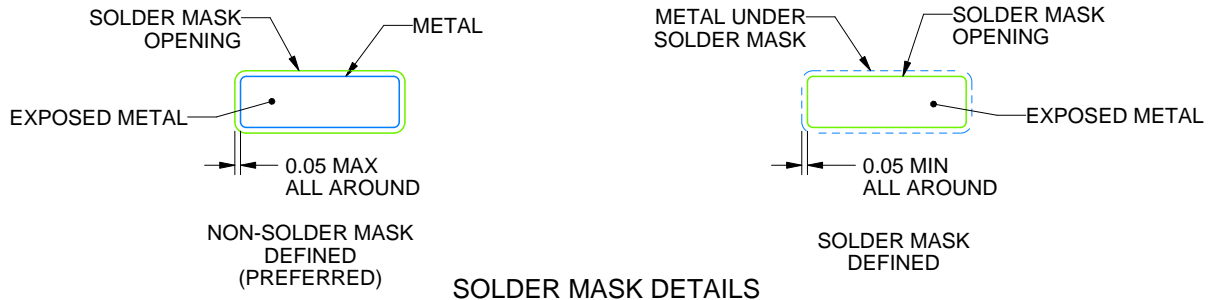 SOLDER MASK
OPENING
METAL
EXPOSED METAL
0.05 MAX
ALL AROUND
NON-SOLDER MASK
DEFINED
(PREFERRED)
METAL UNDER
SOLDER MASK
SOLDER MASK
OPENING
EXPOSED METAL
0.05 MIN
ALL AROUND
SOLDER MASK
DEFINED
SOLDER MASK DETAILS